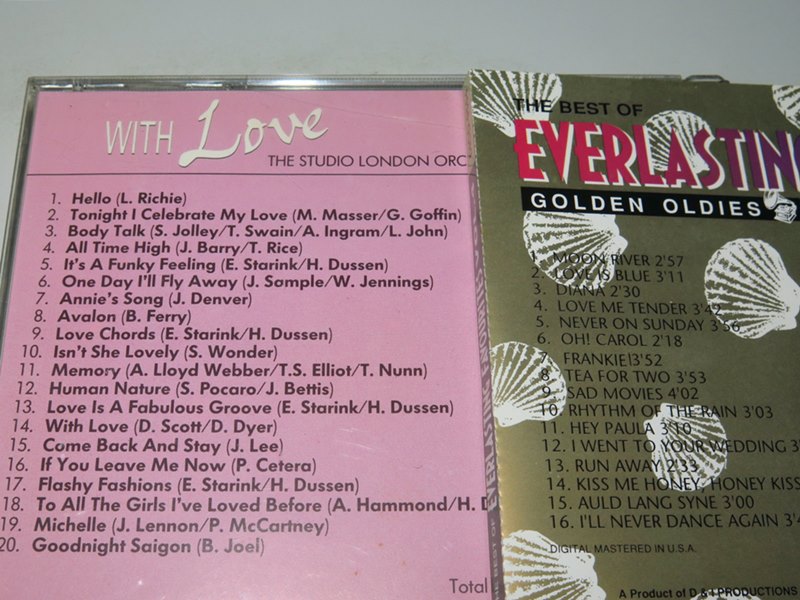 WITH Love
THE STUDIO LONDON
1. Hello (L. Richie)
2. Tonight I Celebrate My Love (M. Masser/G. Goffin)
3. Body Talk (S. Jolley/T. Swain/A. Ingram/L. John)
4. All Time High (J. Barry/T. Rice)
5. It's A Funky Feeling (E. Starink/H. Dussen)
6. One Day I'll Fly Away (J. Sample/W. Jennings)
7. Annie's Song (J. Denver)
8. Avalon (B. Ferry)
9. Love Chords (E. Starink/H. Dussen)
10. Isn't She Lovely (S. Wonder)
11. Memory (A. Lloyd Webber/T.S. Elliot/T. Nunn)
12. Human Nature (S. Pocaro/J. Bettis)
13. Love Is A Fabulous Groove (E. Starink/H. Dussen)
14. With Love (D. Scott/D. Dyer)
15. Come Back And Stay (J. Lee)
16. If You Leave Me Now (P. Cetera)
17. Flashy Fashions (E. Starink/H. Dussen)
18. To All The Girls I've Loved Before (A. Hammond/H.
19. Michelle (J. Lennon/P. McCartney)
20. Goodnight Saigon (B. Joel)
Total
THE BEST OF
EVERLASTING
GOLDEN OLDIES
1. MOON RIVER 2'57
2. LOVE IS BLUE 3'11
3. DIANA 2'30
4. LOVE ME TENDER 3'42
5. NEVER ON SUNDAY 3'56
6. OH! CAROL 2'18
7. FRANKIE 3'52
8. TEA FOR TWO 3'53
9. SAD MOVIES 4'02
10. RHYTHM OF THE RAIN 3'03
11. HEY PAULA 3'10
12. I WENT TO YOUR WEDDING
13. RUN AWAY 2'33
14. KISS ME HONEY, HONEY KISS
15. AULD LANG SYNE 3'00
16. I'LL NEVER DANCE AGAIN
DIGITAL MASTERED IN U.S.A.
A Product of D & I PRODUCTIONS